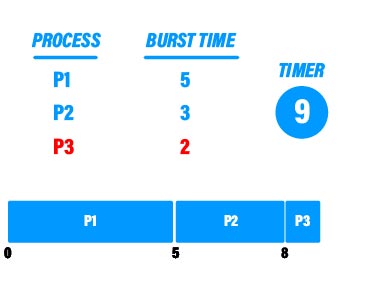 PROCESS BURST TIME
P1 5
TIMER
P2 3
9
P3 2
P1 P2 P3
0 5 8